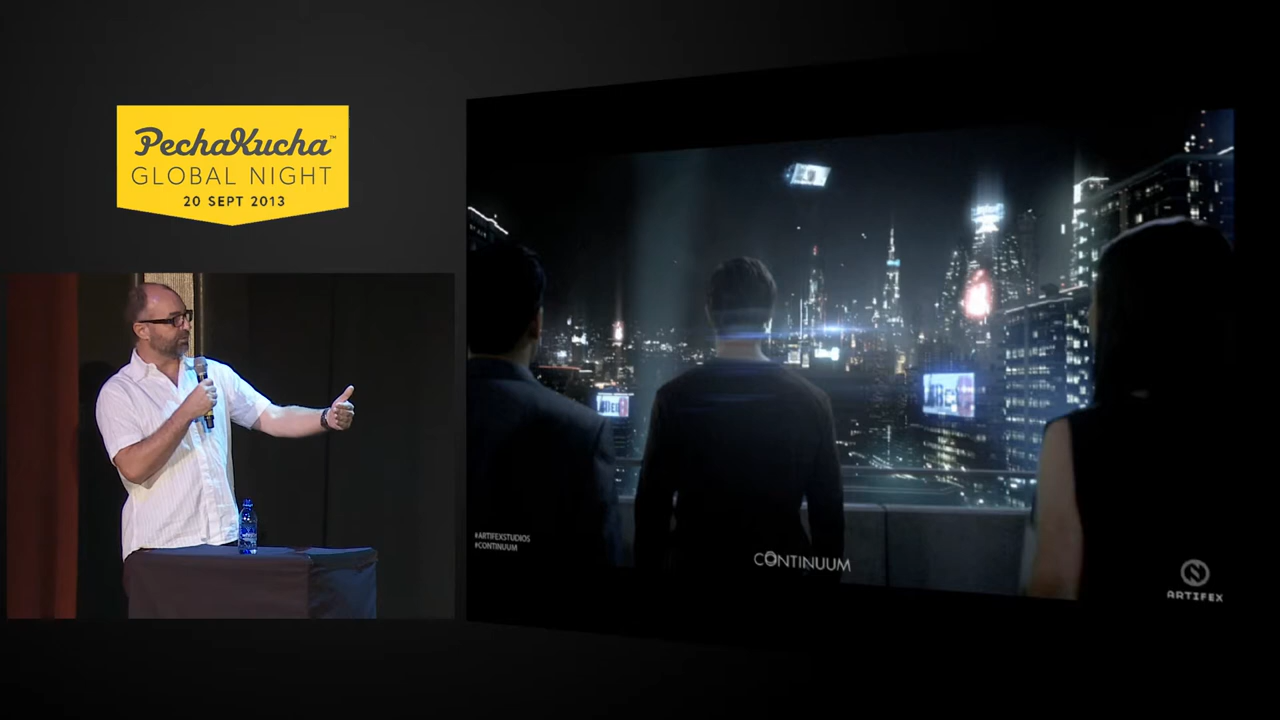 PechaKucha™
GLOBAL NIGHT
20 SEPT 2013
#ARTIFEXSTUDIOS
#CONTINUUM
CONTINUUM
ARTIFEX